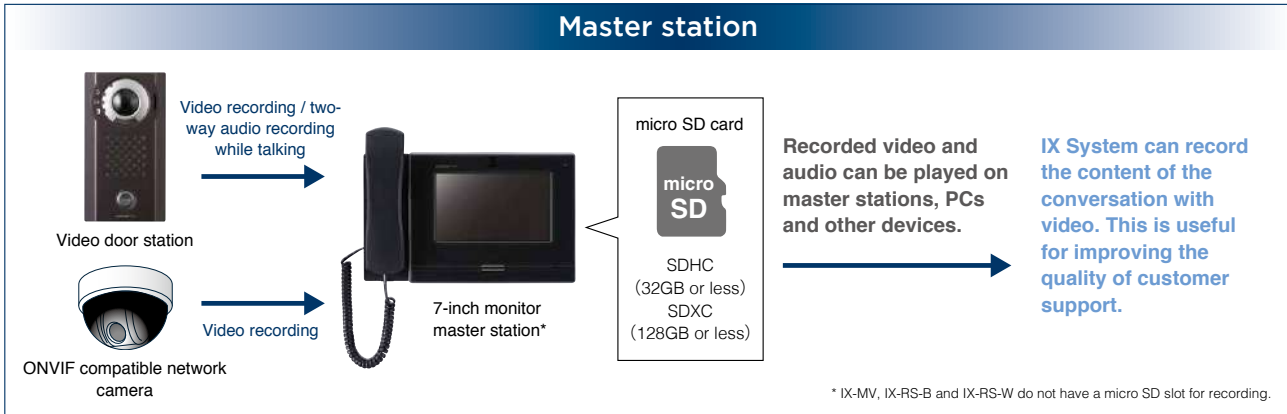 Master station
Video recording / two-
way audio recording
while talking
Video door station
Video recording
ONVIF compatible network
camera
7-inch monitor
master station*
micro SD card
micro
SD
SDHC
(32GB or less)
SDXC
(128GB or less)
Recorded video and
audio can be played on
master stations, PCs
and other devices.
IX System can record
the content of the
conversation with
video. This is useful
for improving the
quality of customer
support.
* IX-MV, IX-RS-B and IX-RS-W do not have a micro SD slot for recording.